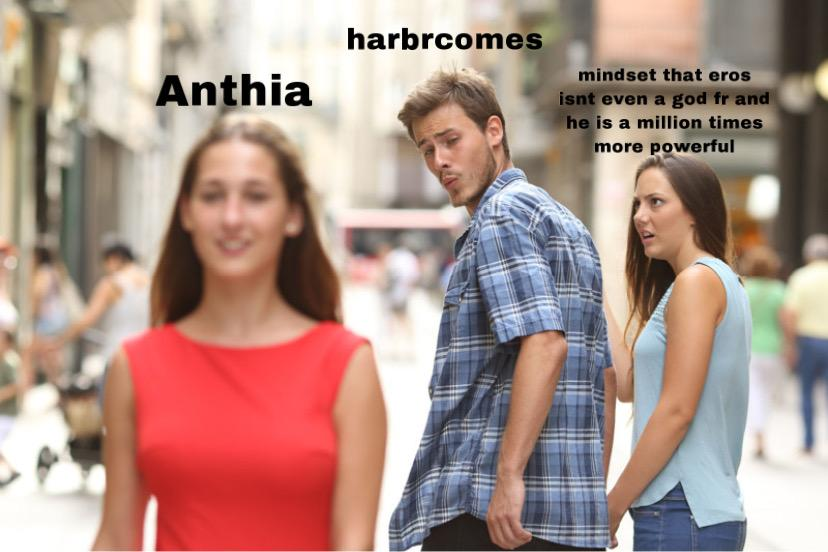 harbrcomes
Anthia
mindset that eros
isnt even a god fr and
he is a million times
more powerful